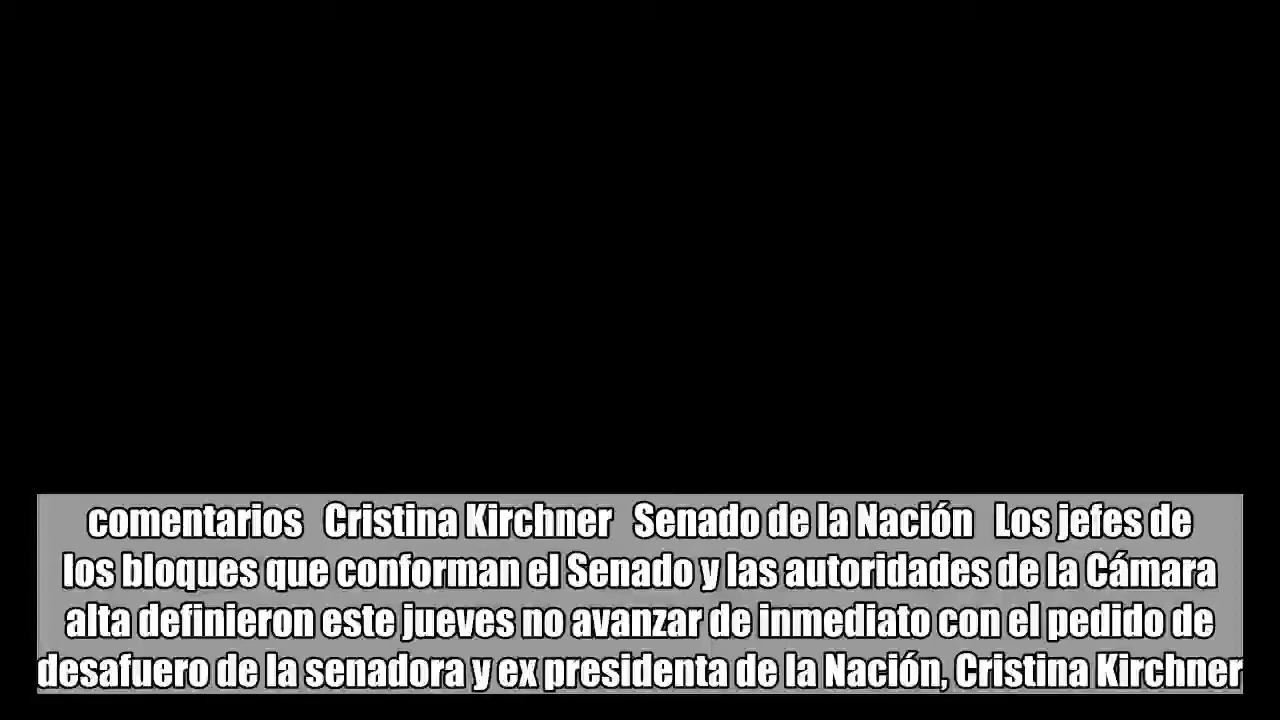 comentarios Cristina Kirchner Senado de la Nación Los jefes de
los bloques que conforman el Senado y las autoridades de la Cámara
alta definieron este jueves no avanzar de inmediato con el pedido de
desafuero de la senadora y ex presidenta de la Nación, Cristina Kirchner